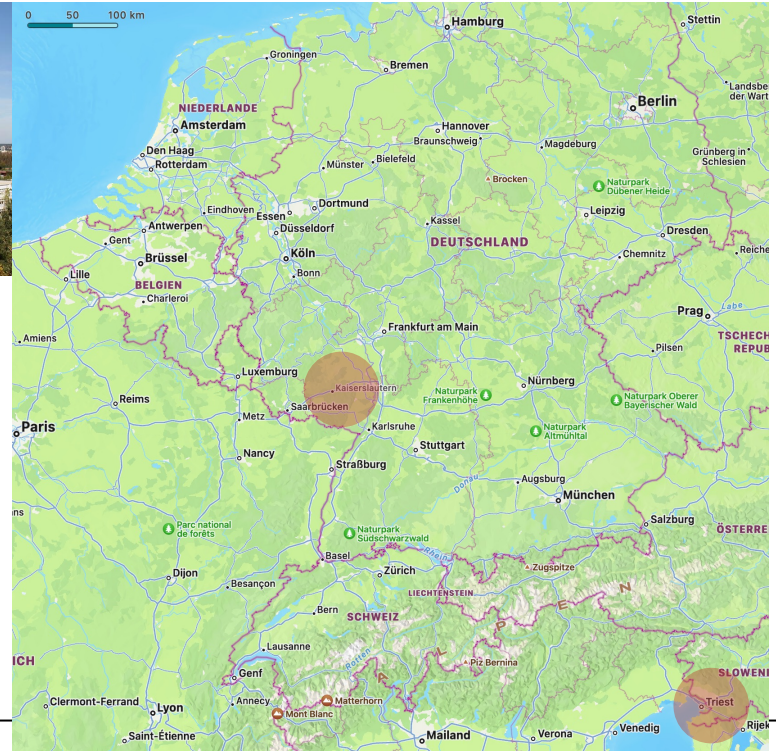 0 50 100 km
Hamburg
Stettin
Groningen
Bremen
Landsbe
der Wart
NIEDERLANDE
Berlin
Amsterdam
Hannover
Braunschweig
Magdeburg
Den Haag
Rotterdam
Münster
Bielefeld
Grünberg in
Schlesien
Brocken
Naturpark
Dübener Heide
Eindhoven
Essen
Dortmund
Leipzig
Antwerpen
Düsseldorf
Kassel
Gent
Dresden
DEUTSCHLAND
Brüssel
Köln
Chemnitz
Reiche
Lille
Bonn
BELGIEN
Charleroi
Labe
Prag
Amiens
Frankfurt am Main
TSCHECH
REPUB
Pilsen
Luxemburg
Kaiserslautern
Nürnberg
Reims
Saarbrücken
Naturpark
Frankenhöhe
Naturpark Oberer
Bayerischer Wald
Metz
Paris
Karlsruhe
Naturpark
Altmühltal
Nancy
Stuttgart
Straßburg
Donau
Augsburg
München
ns
Parc national
de forêts
Naturpark
Südschwarzwald
Salzburg
ÖSTERRE
Basel
Rhein
Zugspitze
Dijon
Zürich
Besançon
LIECHTENSTEIN
Bern
SCHWEIZ
A L P E N
Lausanne
Rotten
Piz Bernina
ICH
Genf
SLOWENI
Clermont-Ferrand
Lyon
Annecy
Matterhorn
Mont Blanc
Triest
Saint-Étienne
Mailand
Verona
Venedig
Rijek